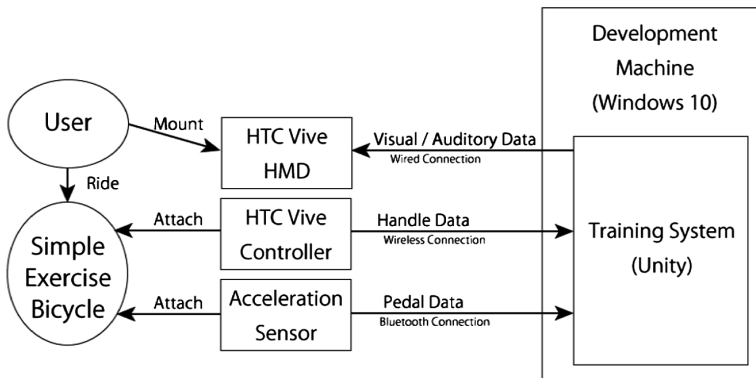 Development
Machine
(Windows 10)
User
Mount
HTC Vive
HMD
Visual / Auditory Data
Wired Connection
Ride
Simple
Exercise
Bicycle
Attach
HTC Vive
Controller
Handle Data
Wireless Connection
Training System
(Unity)
Attach
Acceleration
Sensor
Pedal Data
Bluetooth Connection